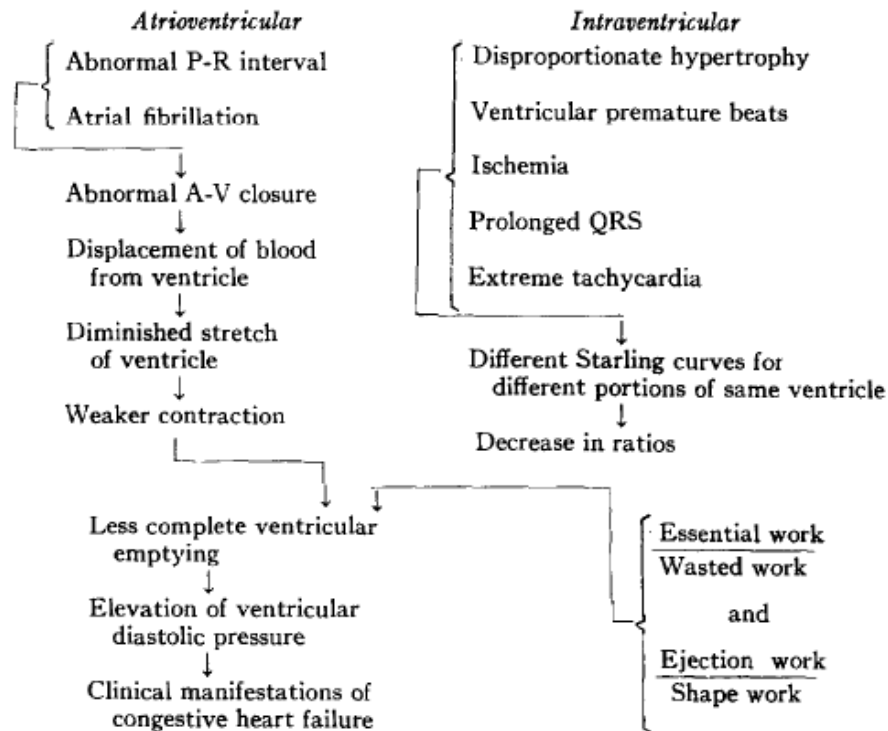 Atrioventricular
Abnormal P-R interval
Atrial fibrillation
Abnormal A-V closure
Displacement of blood
from ventricle
Diminished stretch
of ventricle
Weaker contraction
Intraventricular
Disproportionate hypertrophy
Ventricular premature beats
Ischemia
Prolonged QRS
Extreme tachycardia
Different Starling curves for
different portions of same ventricle
Decrease in ratios
Essential work
Wasted work
and
Ejection work
Shape work
Less complete ventricular
emptying
Elevation of ventricular
diastolic pressure
Clinical manifestations of
congestive heart failure